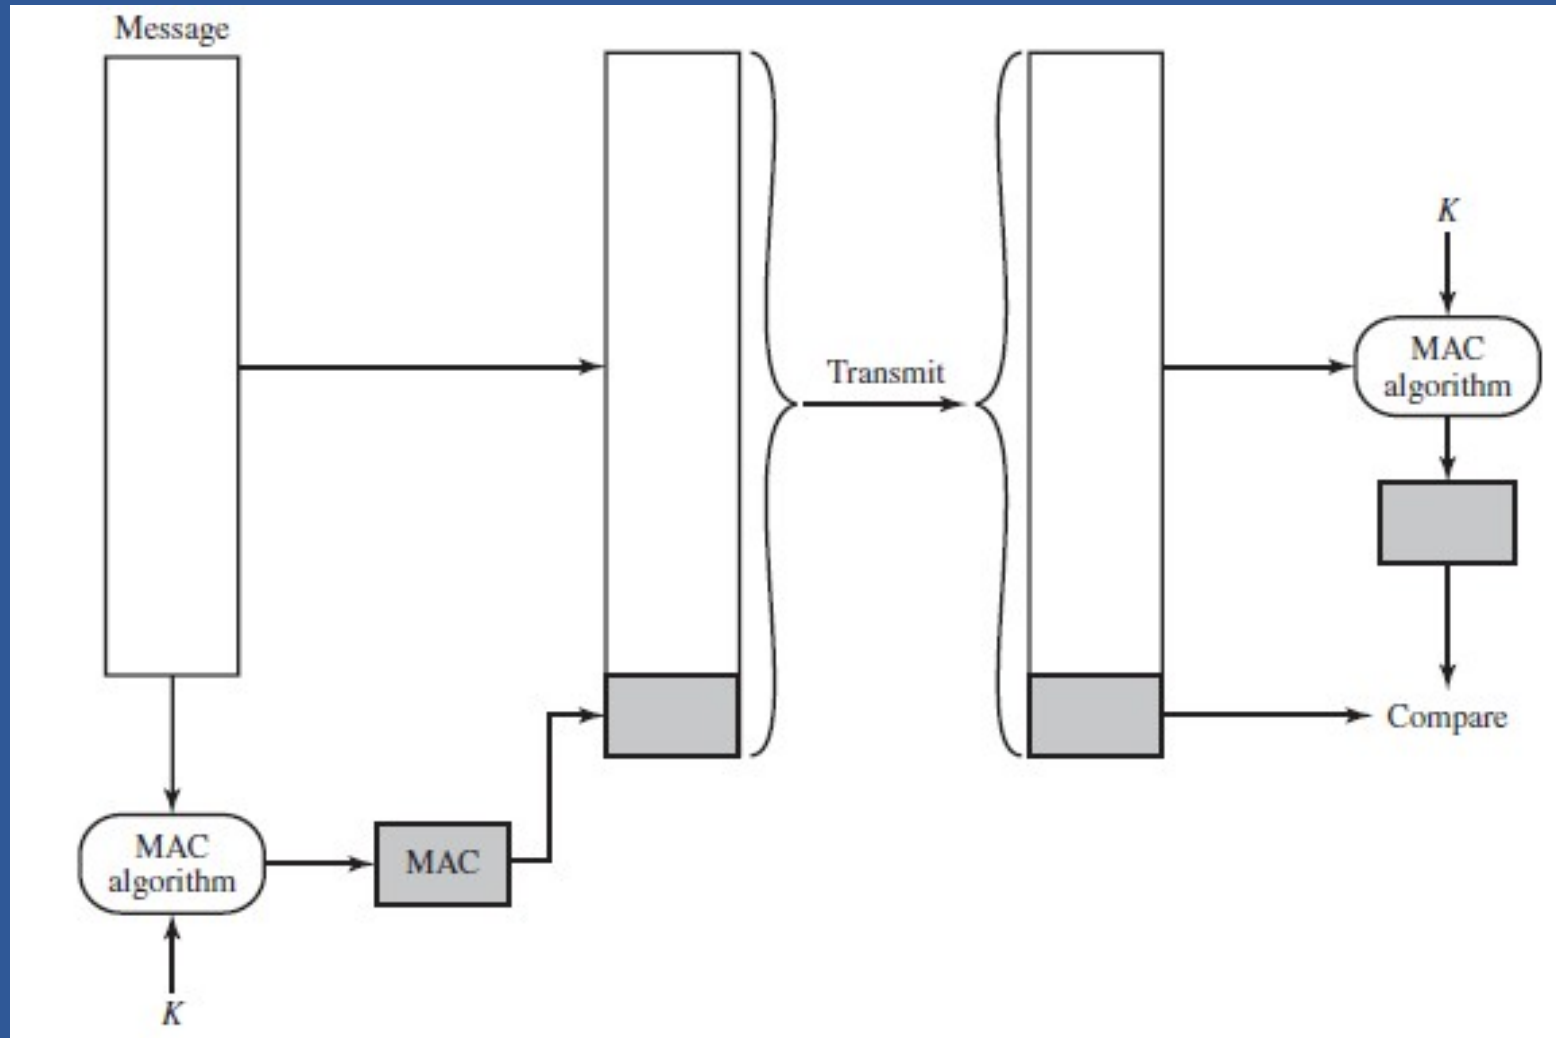 Message
K
MAC
algorithm
Transmit
Compare
MAC
algorithm
MAC
K